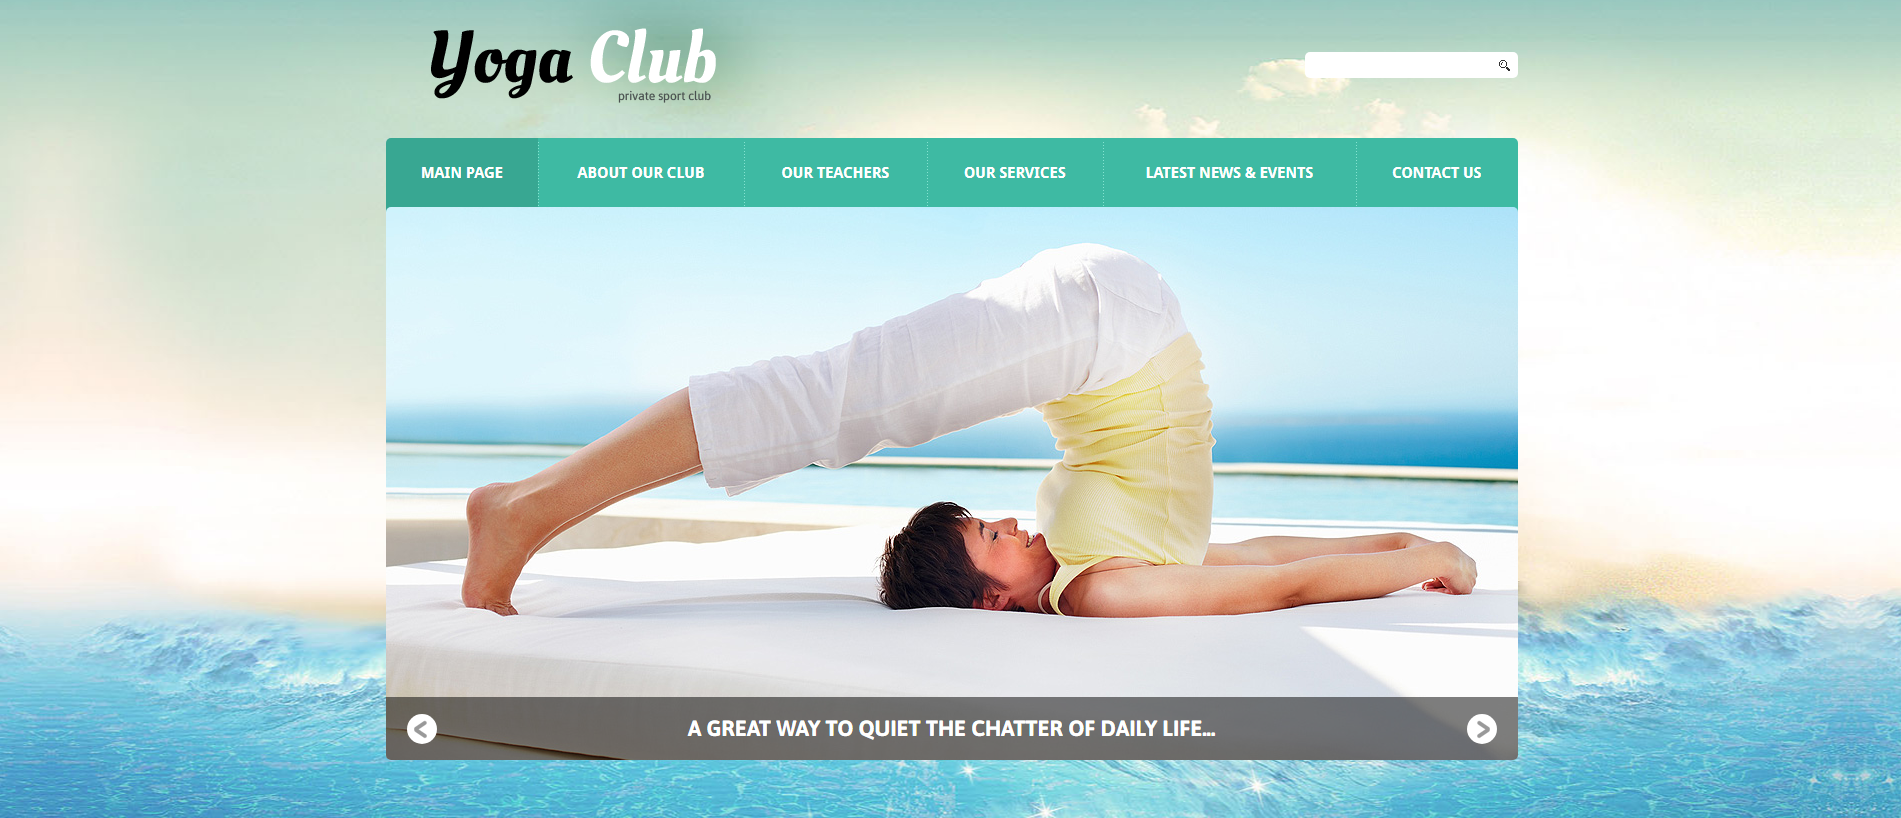 Yoga Club
private sport club
MAIN PAGE
ABOUT OUR CLUB
OUR TEACHERS
OUR SERVICES
LATEST NEWS & EVENTS
CONTACT US
A GREAT WAY TO QUIET THE CHATTER OF DAILY LIFE...